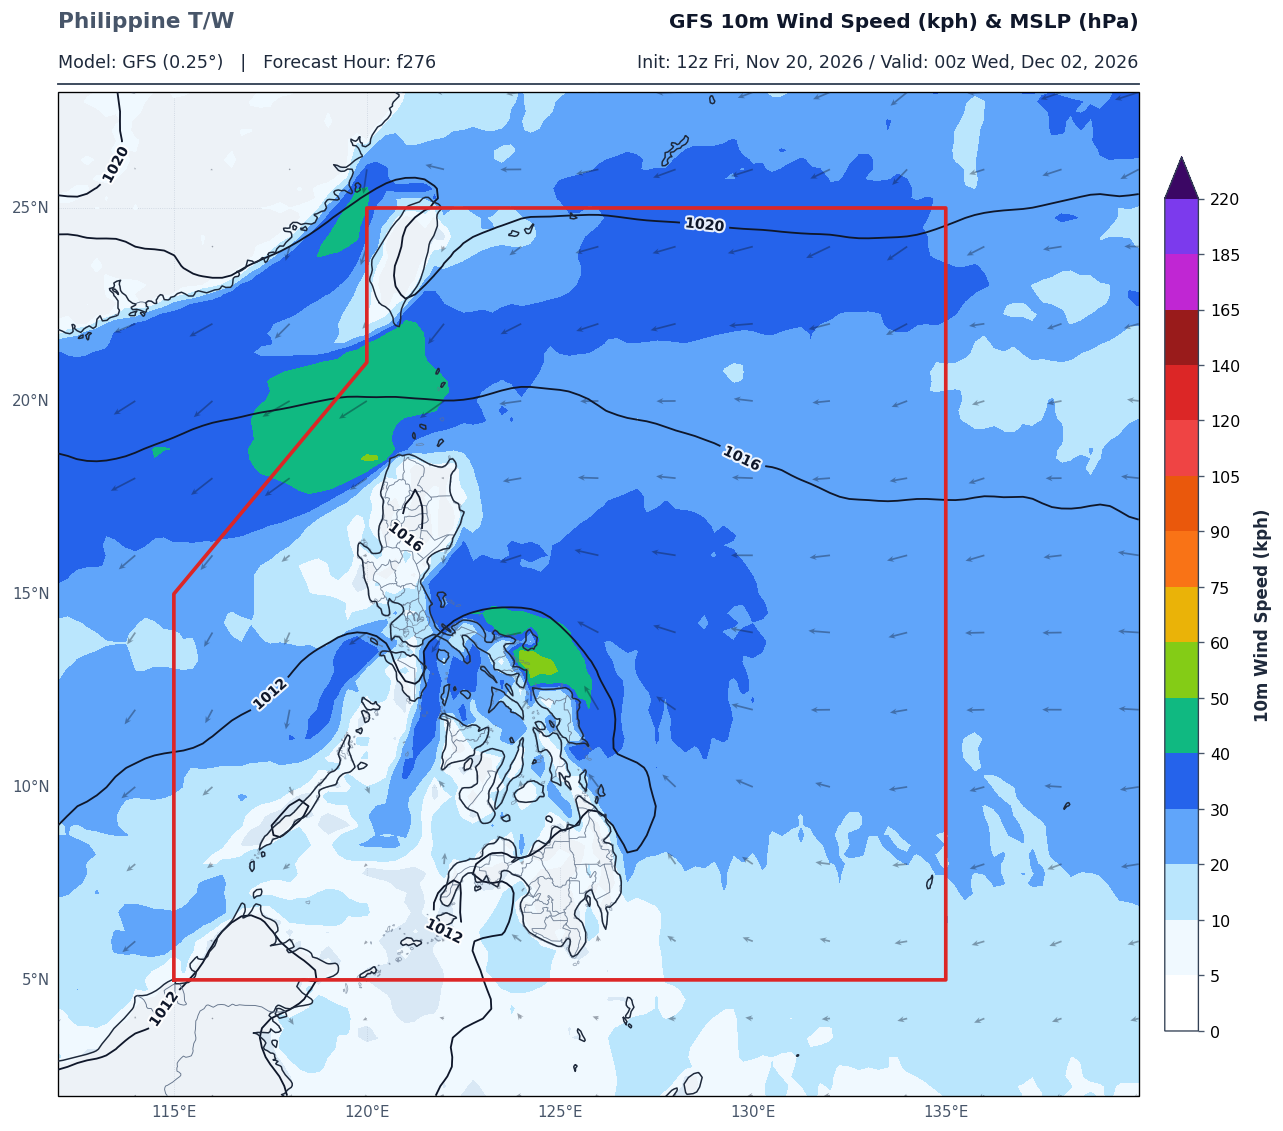 Philippine T/W
GFS 10m Wind Speed (kph) & MSLP (hPa)
Model: GFS (0.25°) | Forecast Hour: f276
Init: 12z Fri, Nov 20, 2026 / Valid: 00z Wed, Dec 02, 2026
1020
1020
1016
1016
1012
1012
1012
25°N
20°N
15°N
10°N
5°N
115°E
120°E
125°E
130°E
135°E
220
185
165
140
120
105
90
75
60
50
40
30
20
10
5
0
10m Wind Speed (kph)